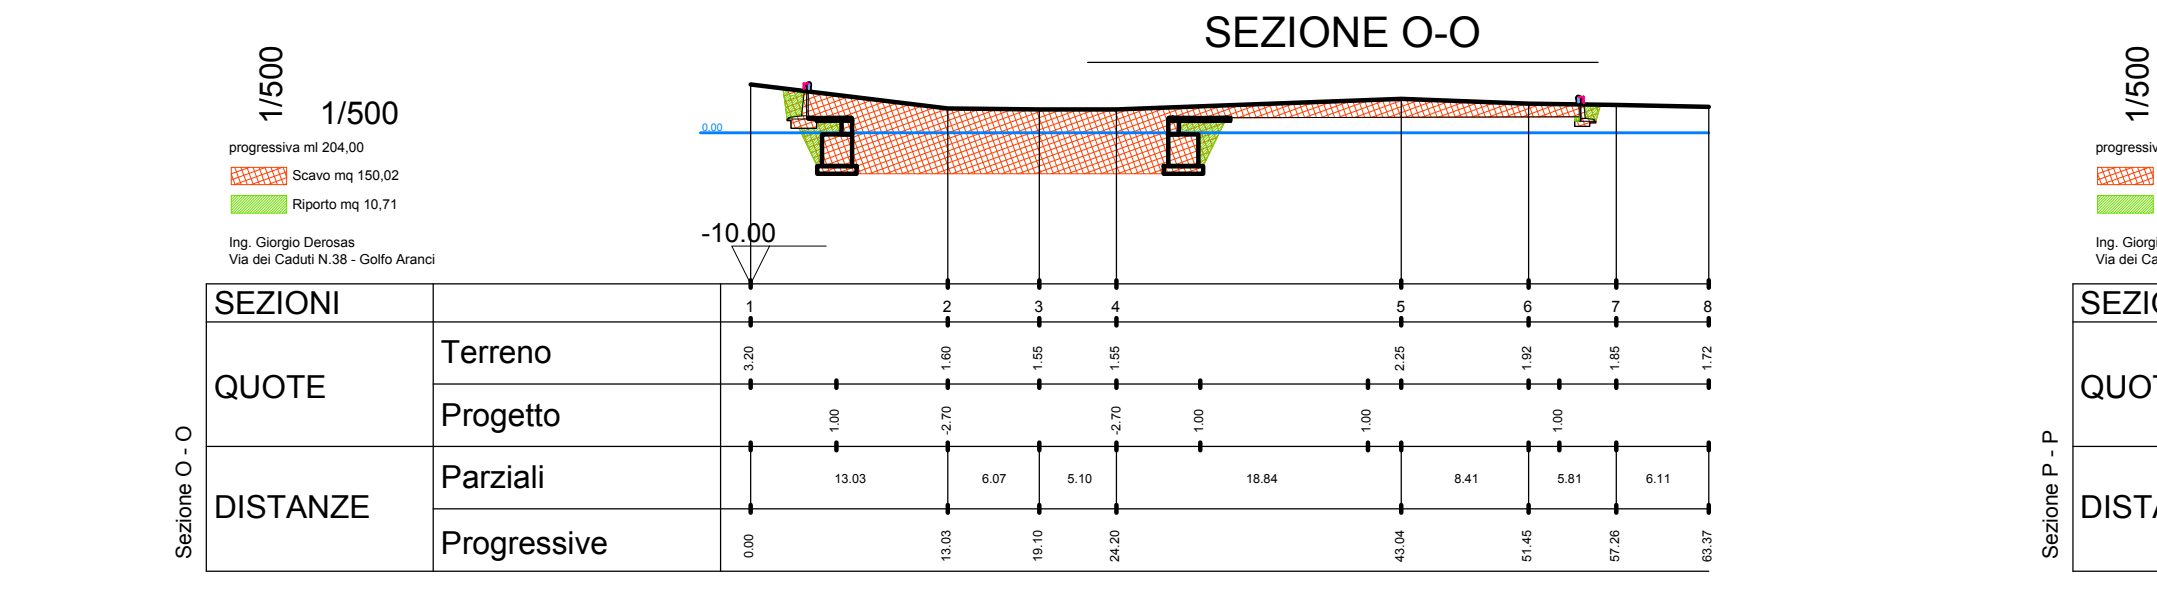 SEZIONE O-O
1/500
1/500
progressiva ml 204,00
Scavo mq 150,02
Riporto mq 10,71
Ing. Giorgio Derosas
Via dei Caduti N.38 - Golfo Aranci
0.00
-10.00
Sezione O - O
SEZIONI
1 2 3 4 5 6 7 8
QUOTE
Terreno
3.20 1.60 1.55 1.55 2.25 1.92 1.85 1.72
Progetto
1.00 -2.70 -2.70 1.00 1.00 1.00
DISTANZE
Parziali
13.03 6.07 5.10 18.84 8.41 5.81 6.11
Progressive
0.00 13.03 19.10 24.20 43.04 51.45 57.26 63.37
1/500
progressiv
Ing. Giorgi
Via dei Ca
Sezione P - P
SEZIO
QUOT
DISTA